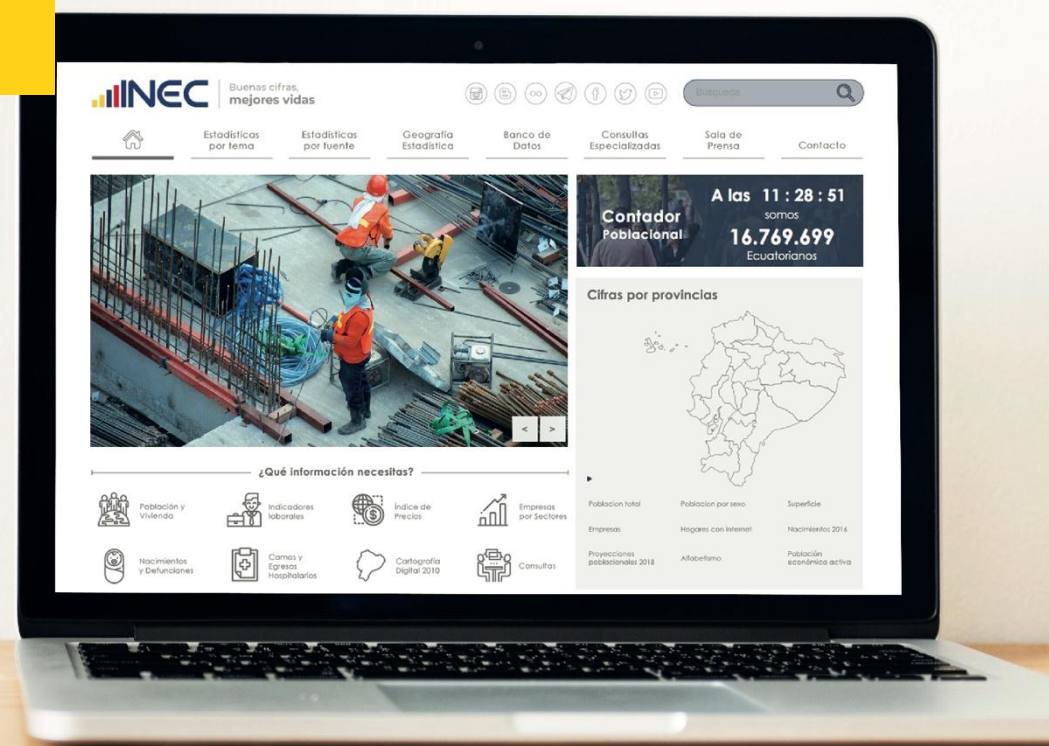 INEC
Buenas cifras,
mejores vidas
Búsqueda
Estadísticas
por tema
Estadísticas
por fuente
Geografía
Estadística
Banco de
Datos
Consultas
Especializadas
Sala de
Prensa
Contacto
Contador
Poblacional
A las 11 : 28 : 51
somos
16.769.699
Ecuatorianos
< >
Cifras por provincias
¿Qué información necesitas?
Población y
Vivienda
Indicadores
laborales
Índice de
Precios
Empresas
por Sectores
Nacimientos
y Defunciones
Camas y
Egresos
Hospitalarios
Cartografía
Digital 2010
Consultas
Poblacion total
Poblacion por sexo
Superficie
Empresas
Hogares con Internet
Nacimientos 2016
Proyecciones
poblacionales 2018
Alfabetismo
Población
económica activa